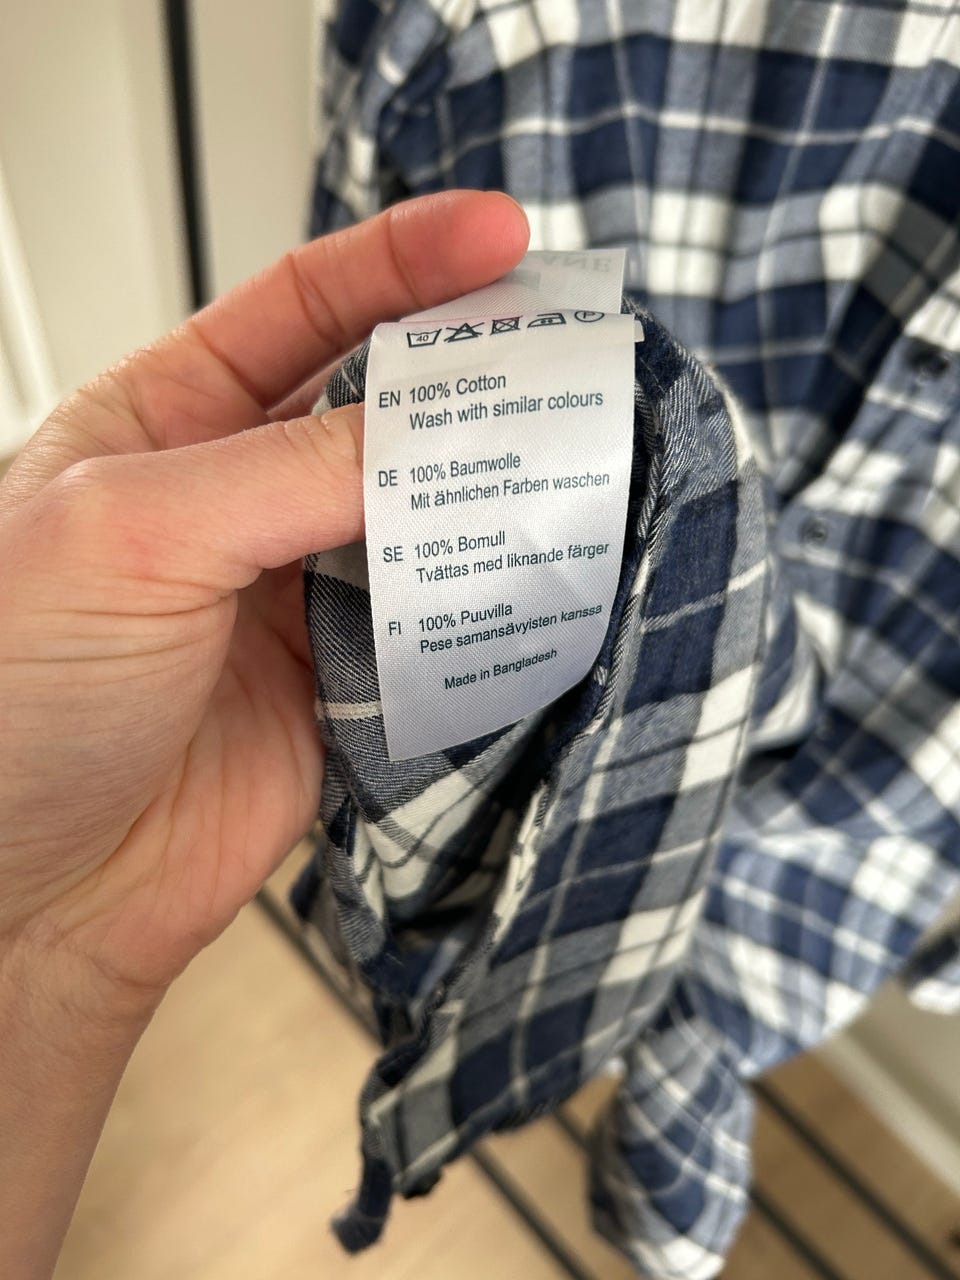 40
P
EN 100% Cotton
Wash with similar colours
DE 100% Baumwolle
Mit ähnlichen Farben waschen
SE 100% Bomull
Tvättas med liknande färger
FI 100% Puuvilla
Pese samansävyisten kanssa
Made in Bangladesh